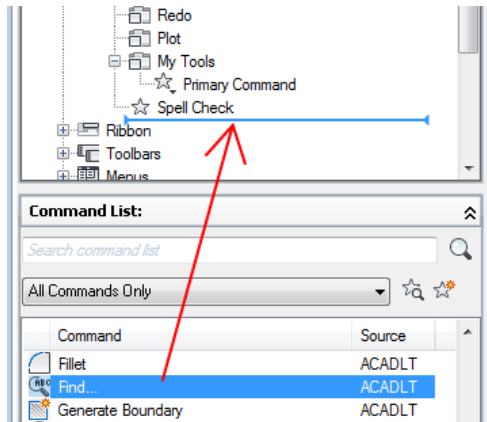 Redo
Plot
My Tools
Primary Command
Spell Check
Ribbon
Toolbars
Menus
Command List:
Search command list
All Commands Only
Command Source
Fillet ACADLT
ABC
Find... ACADLT
Generate Boundary ACADLT